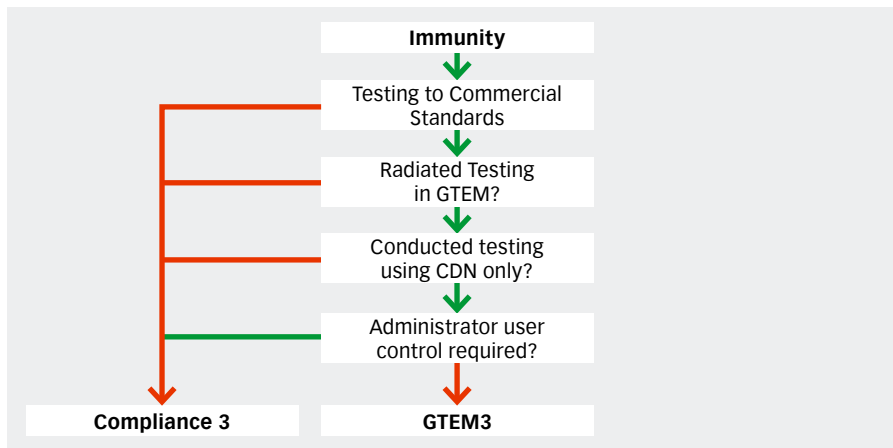 Immunity
Testing to Commercial
Standards
Radiated Testing
in GTEM?
Conducted testing
using CDN only?
Administrator user
control required?
Compliance 3
GTEM3